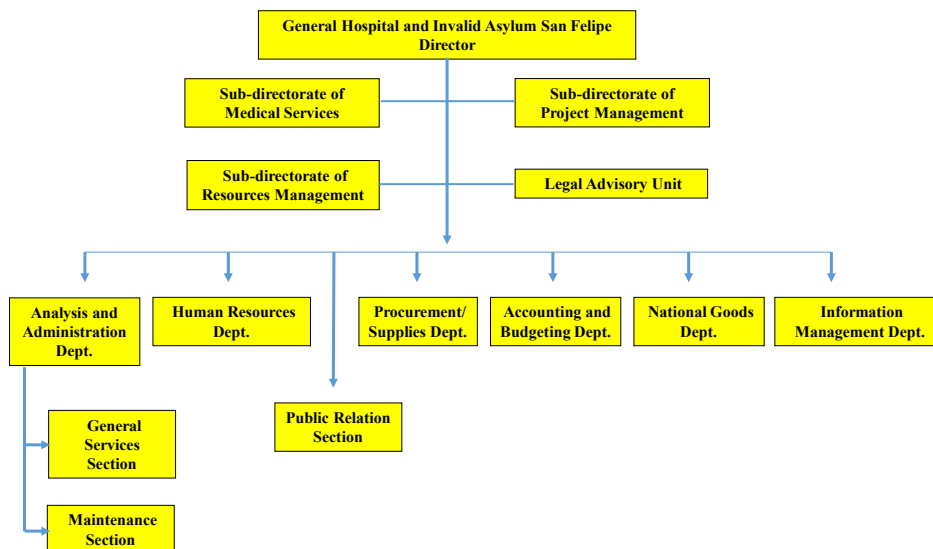 General Hospital and Invalid Asylum San Felipe
Director
Sub-directorate of
Medical Services
Sub-directorate of
Project Management
Sub-directorate of
Resources Management
Legal Advisory Unit
Analysis and
Administration
Dept.
Human Resources
Dept.
Procurement/
Supplies Dept.
Accounting and
Budgeting Dept.
National Goods
Dept.
Information
Management Dept.
Public Relation
Section
General
Services
Section
Maintenance
Section